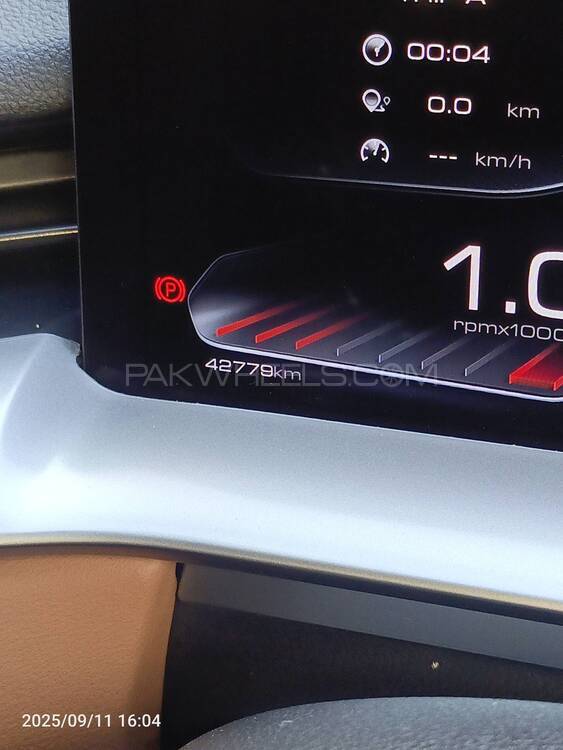 00:04
0.0 km
--- km/h
1.0
rpmx1000
P
42779km
PAKWHEELS.COM
2025/09/11 16:04